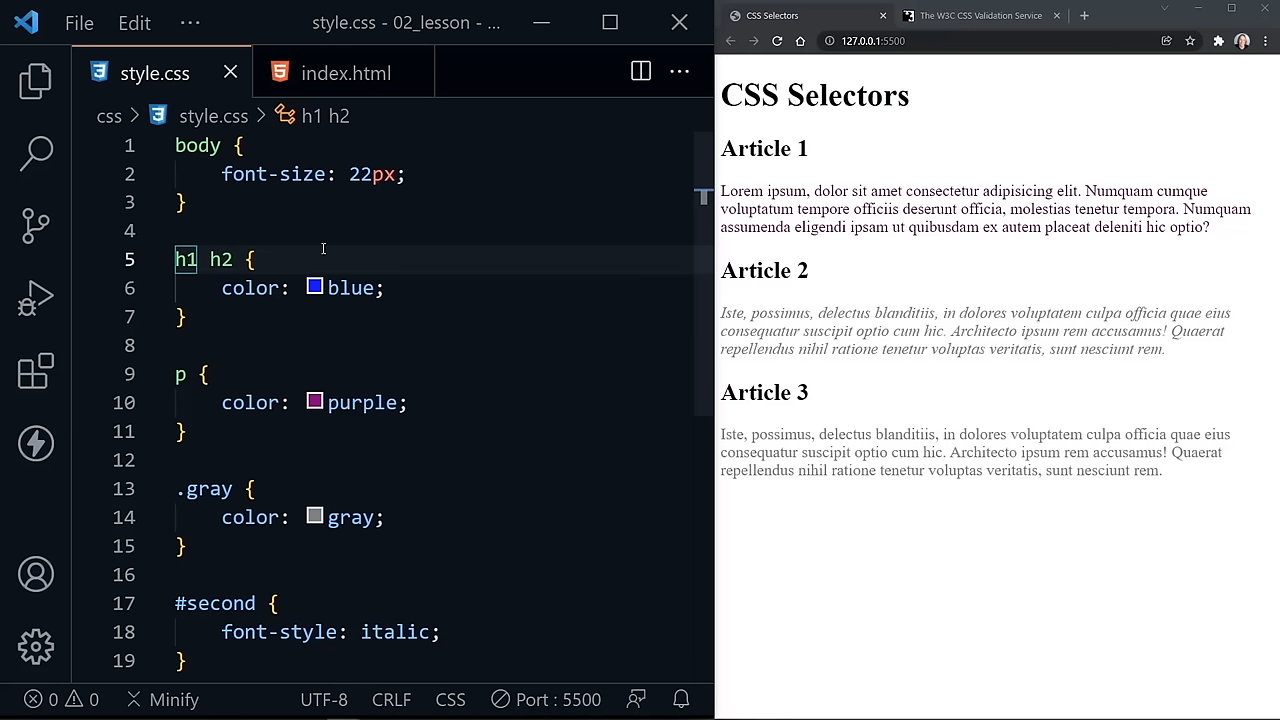 File Edit ··· style.css - 02_lesson - ...
style.css index.html ···
css > style.css > h1 h2
1 body {
2 font-size: 22px;
3 }
4
5 h1 h2 {
6 color: blue;
7 }
8
9 p {
10 color: purple;
11 }
12
13 .gray {
14 color: gray;
15 }
16
17 #second {
18 font-style: italic;
19 }
0 0 Minify UTF-8 CRLF CSS Port : 5500
CSS Selectors The W3C CSS Validation Service
127.0.0.1:5500
CSS Selectors
Article 1
Lorem ipsum, dolor sit amet consectetur adipisicing elit. Numquam cumque
voluptatum tempore officiis deserunt officia, molestias tenetur tempora. Numquam
assumenda eligendi ipsam ut quibusdam ex autem placeat deleniti hic optio?
Article 2
Iste, possimus, delectus blanditiis, in dolores voluptatem culpa officia quae eius
consequatur suscipit optio cum hic. Architecto ipsum rem accusamus! Quaerat
repellendus nihil ratione tenetur voluptas veritatis, sunt nesciunt rem.
Article 3
Iste, possimus, delectus blanditiis, in dolores voluptatem culpa officia quae eius
consequatur suscipit optio cum hic. Architecto ipsum rem accusamus! Quaerat
repellendus nihil ratione tenetur voluptas veritatis, sunt nesciunt rem.